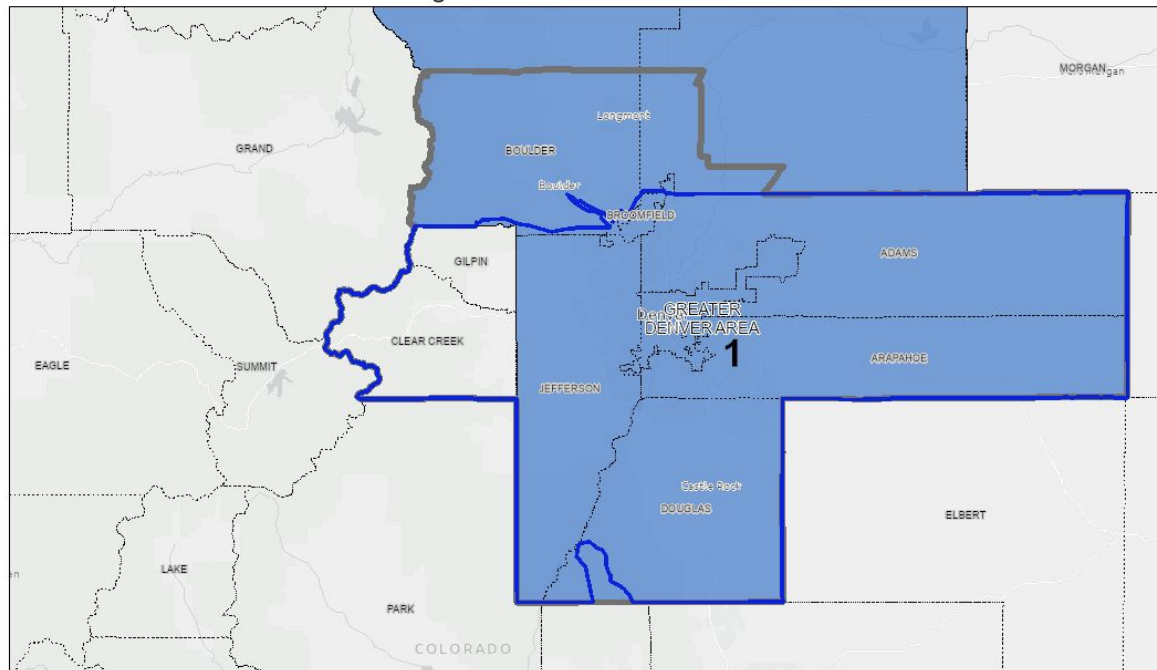 MORGAN
GRAND
Longmont
BOULDER
Boulder
BROOMFIELD
GILPIN
ADAMS
GREATER
DENVER AREA
1
CLEAR CREEK
EAGLE
SUMMIT
ARAPAHOE
JEFFERSON
Castle Rock
DOUGLAS
ELBERT
LAKE
PARK
COLORADO